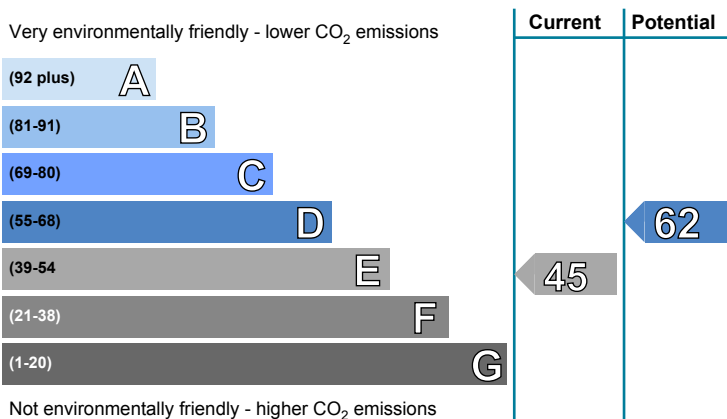 Very environmentally friendly - lower CO2 emissions
Current
Potential
(92 plus) A
(81-91) B
(69-80) C
(55-68) D
62
(39-54 E
45
(21-38) F
(1-20) G
Not environmentally friendly - higher CO2 emissions